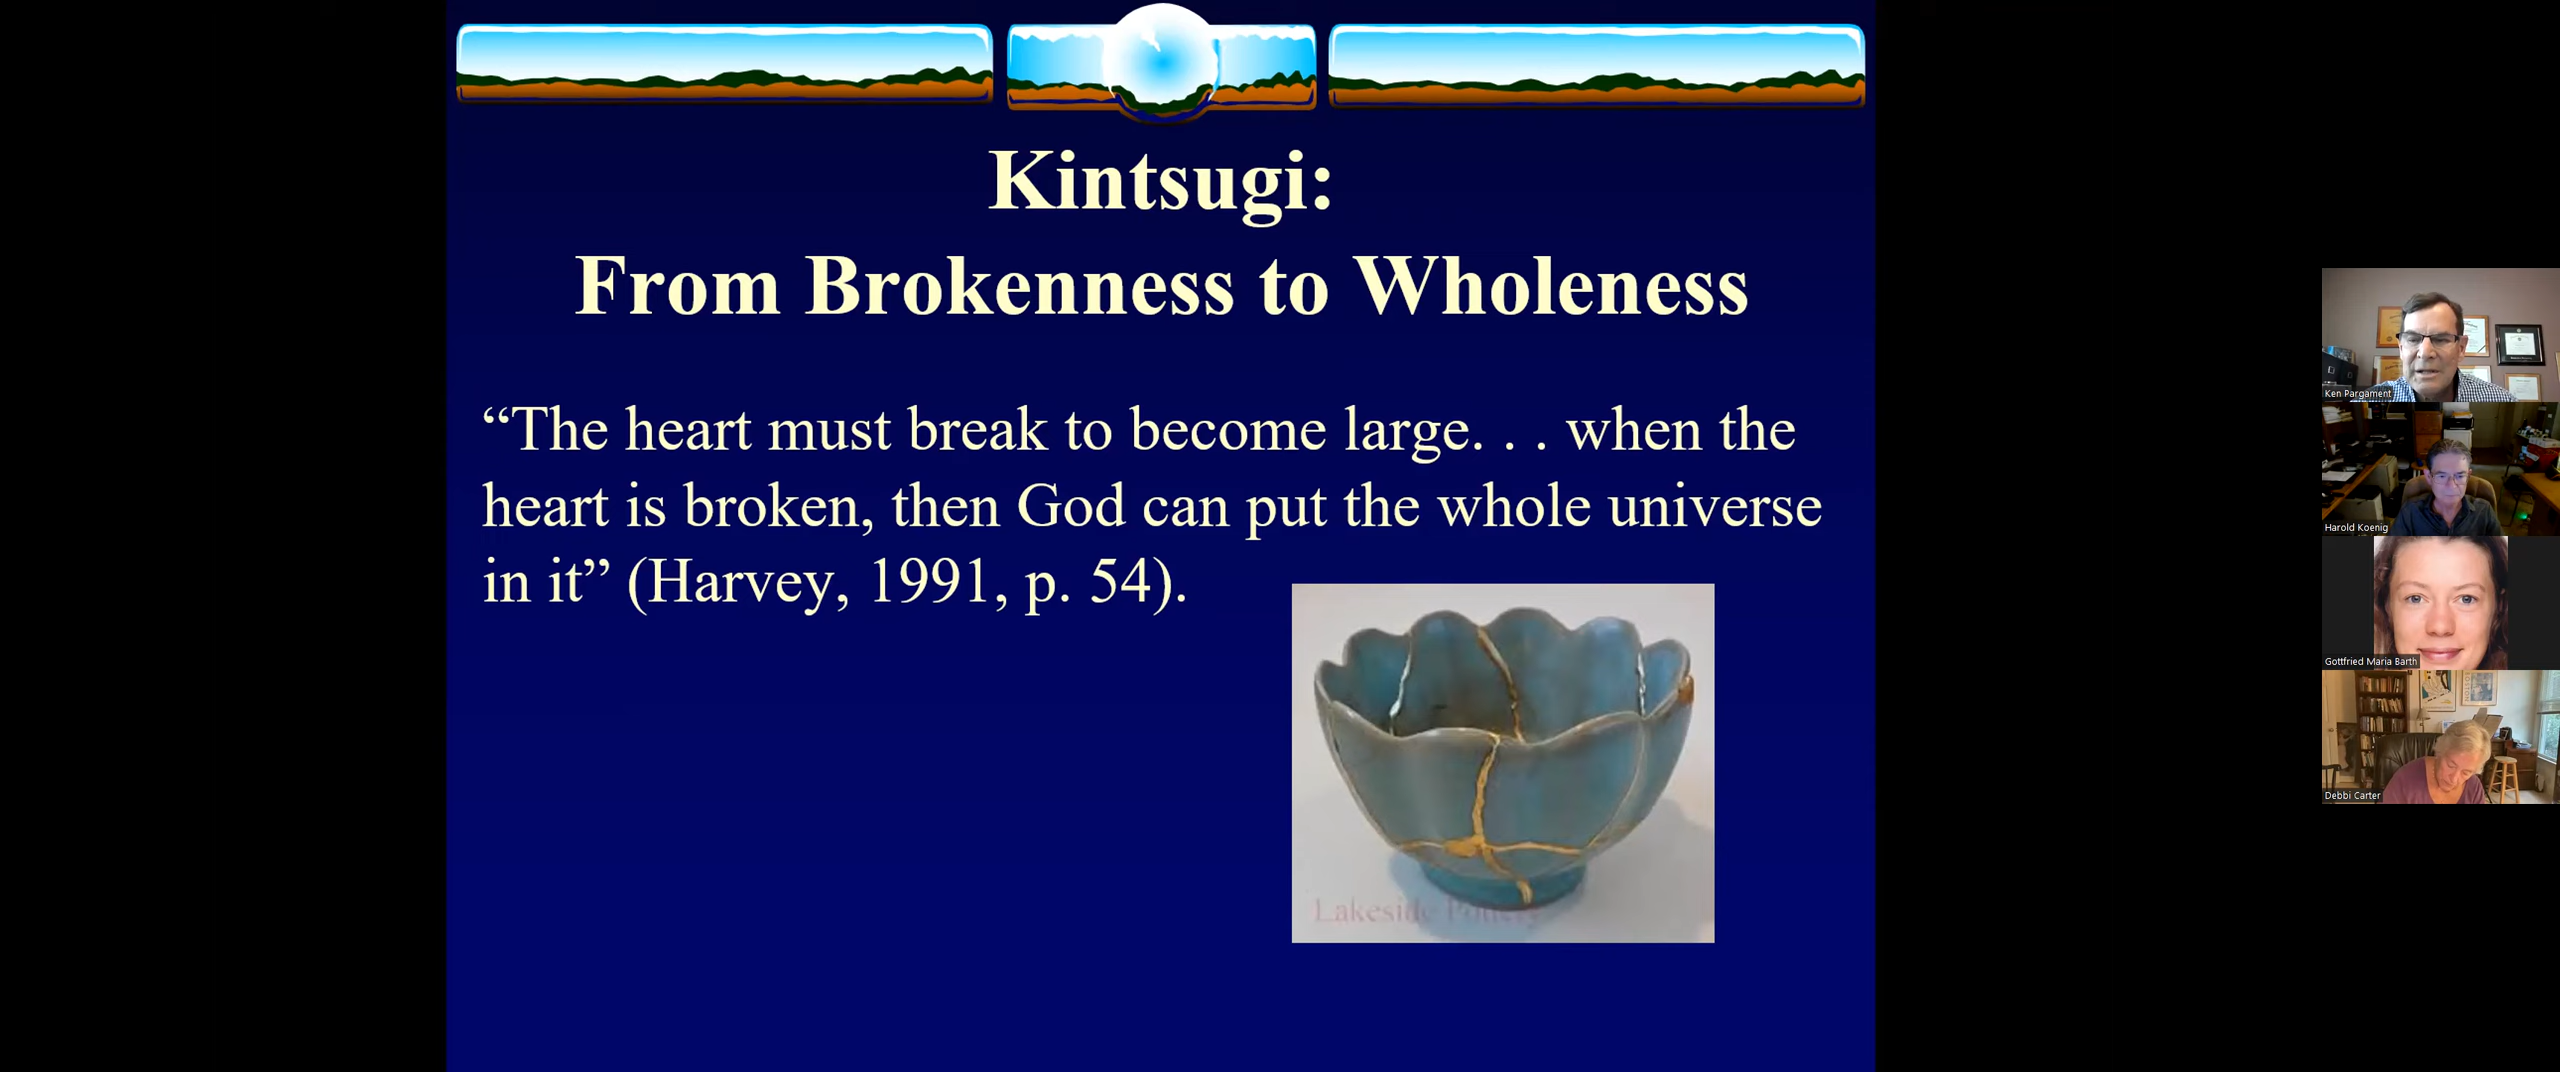 Kintsugi:
From Brokenness to Wholeness
“The heart must break to become large. . . when the
heart is broken, then God can put the whole universe
in it” (Harvey, 1991, p. 54).
Lakeside Pottery
Ken Pargament
Harold Koenig
Gottfried Maria Barth
Debbi Carter